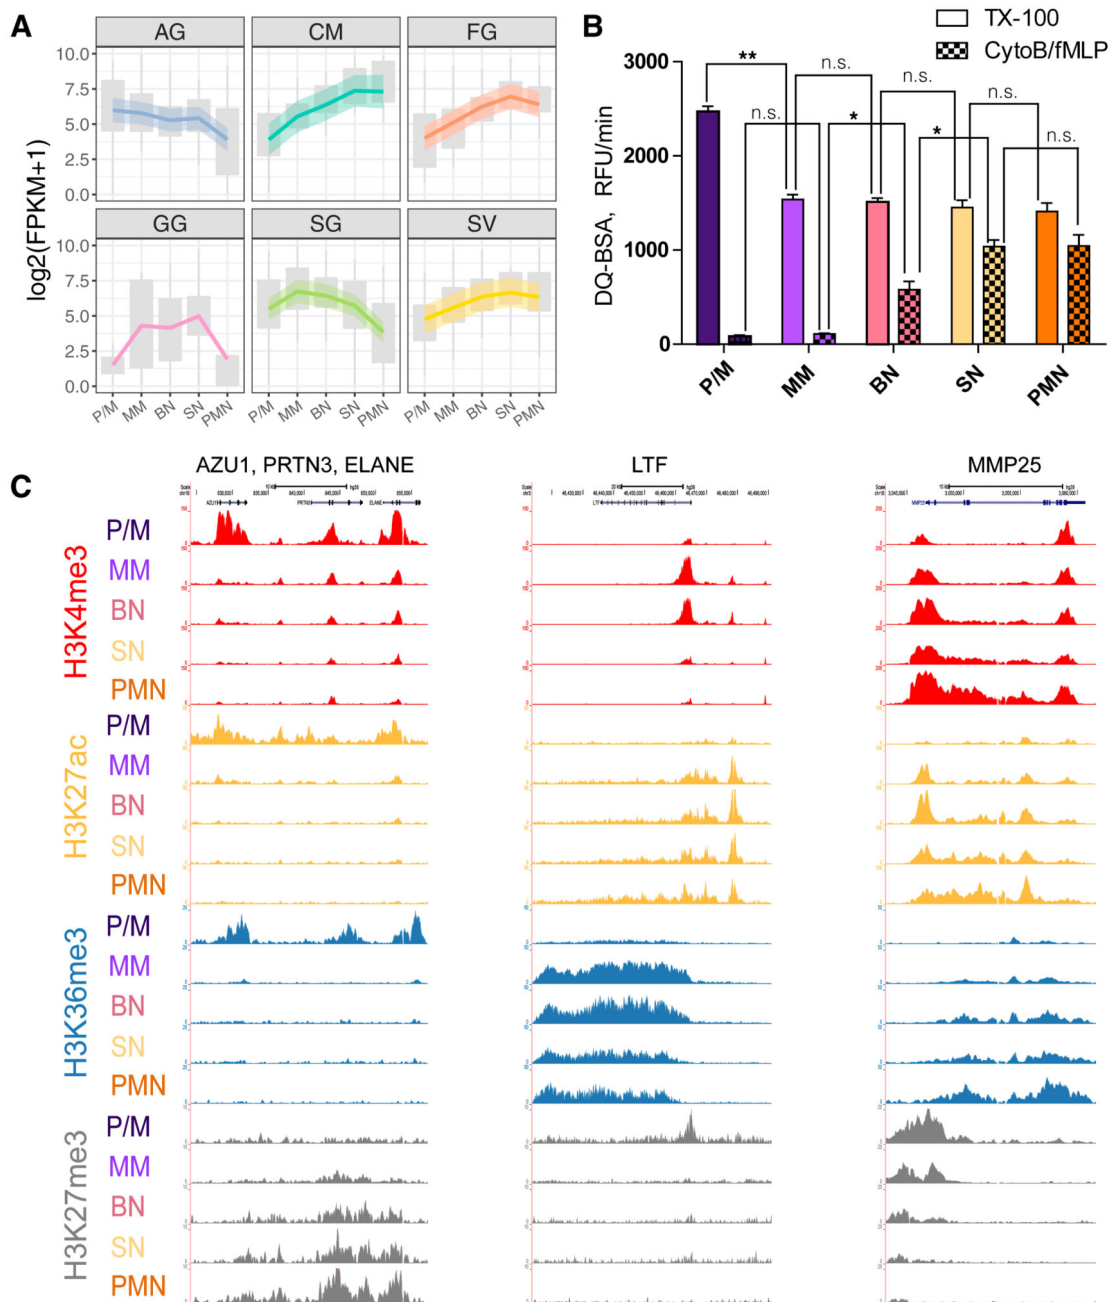 A
AG
CM
FG
10.0
7.5
5.0
2.5
0.0
GG
SG
SV
10.0
7.5
5.0
2.5
0.0
log2(FPKM+1)
P/M MM BN SN PMN
P/M MM BN SN PMN
P/M MM BN SN PMN
B
TX-100
CytoB/fMLP
DQ-BSA, RFU/min
3000
2000
1000
0
**
n.s.
n.s.
n.s.
*
n.s.
*
n.s.
P/M
MM
BN
SN
PMN
C
AZU1, PRTN3, ELANE
LTF
MMP25
H3K4me3
P/M
MM
BN
SN
PMN
H3K27ac
P/M
MM
BN
SN
PMN
H3K36me3
P/M
MM
BN
SN
PMN
H3K27me3
P/M
MM
BN
SN
PMN